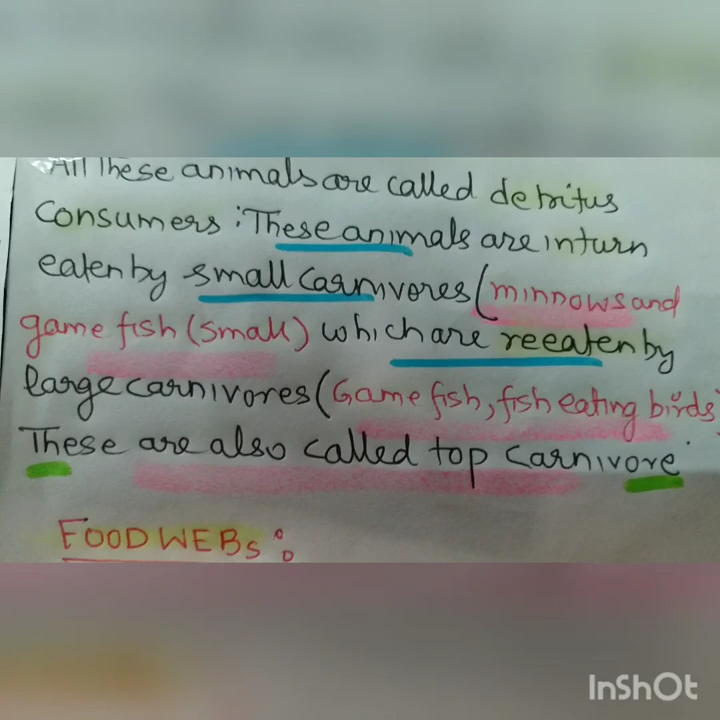 All These animals are called detritus
Consumers : These animals are inturn
eaten by small Carnivores (minnows and
game fish (small) which are reeaten by
large carnivores (Game fish, fish eating birds)
These are also called top Carnivore.
FOOD WEBs :
InShOt